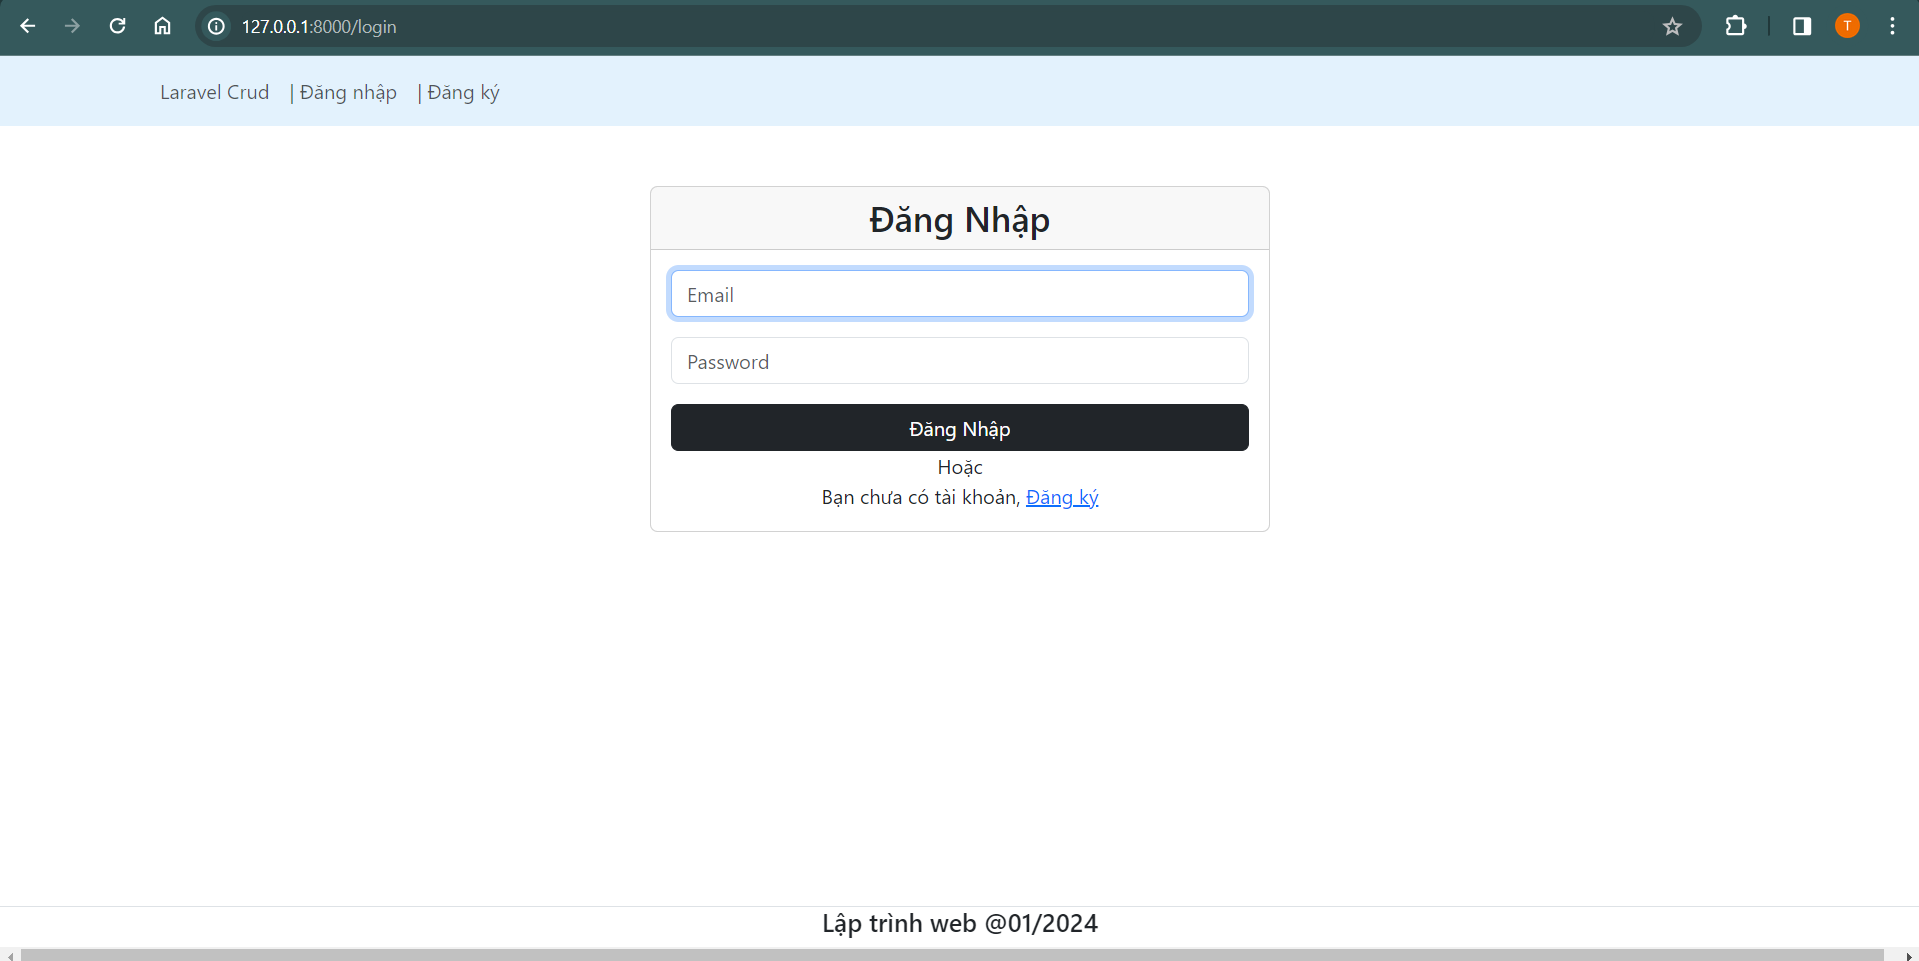 127.0.0.1:8000/login
T
Laravel Crud | Đăng nhập | Đăng ký
Đăng Nhập
Email
Password
Đăng Nhập
Hoặc
Bạn chưa có tài khoản, Đăng ký
Lập trình web @01/2024